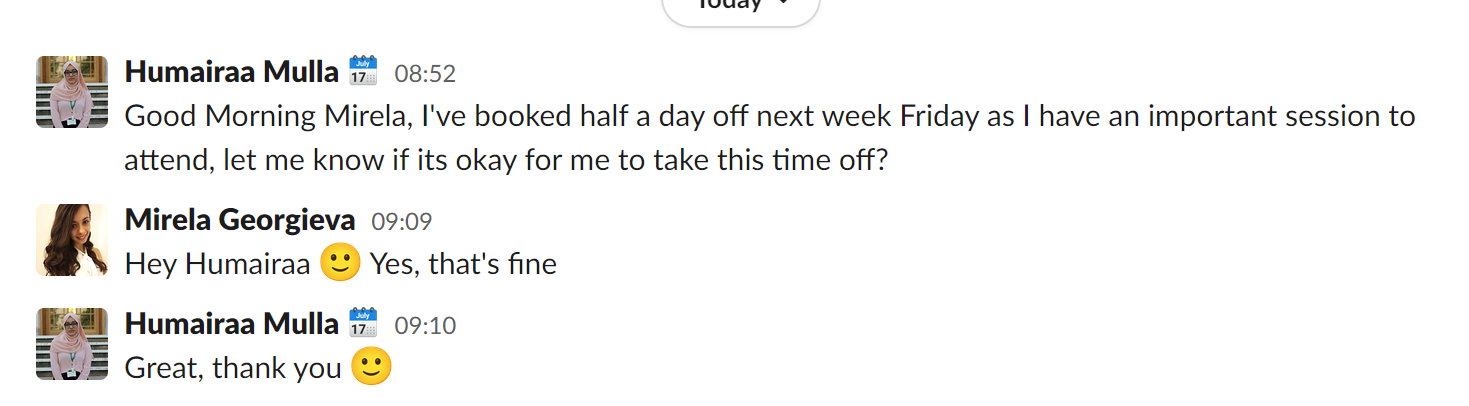 Today
Humairaa Mulla 08:52
Good Morning Mirela, I've booked half a day off next week Friday as I have an important session to
attend, let me know if its okay for me to take this time off?
Mirela Georgieva 09:09
Hey Humairaa 🙂 Yes, that's fine
Humairaa Mulla 09:10
Great, thank you 🙂